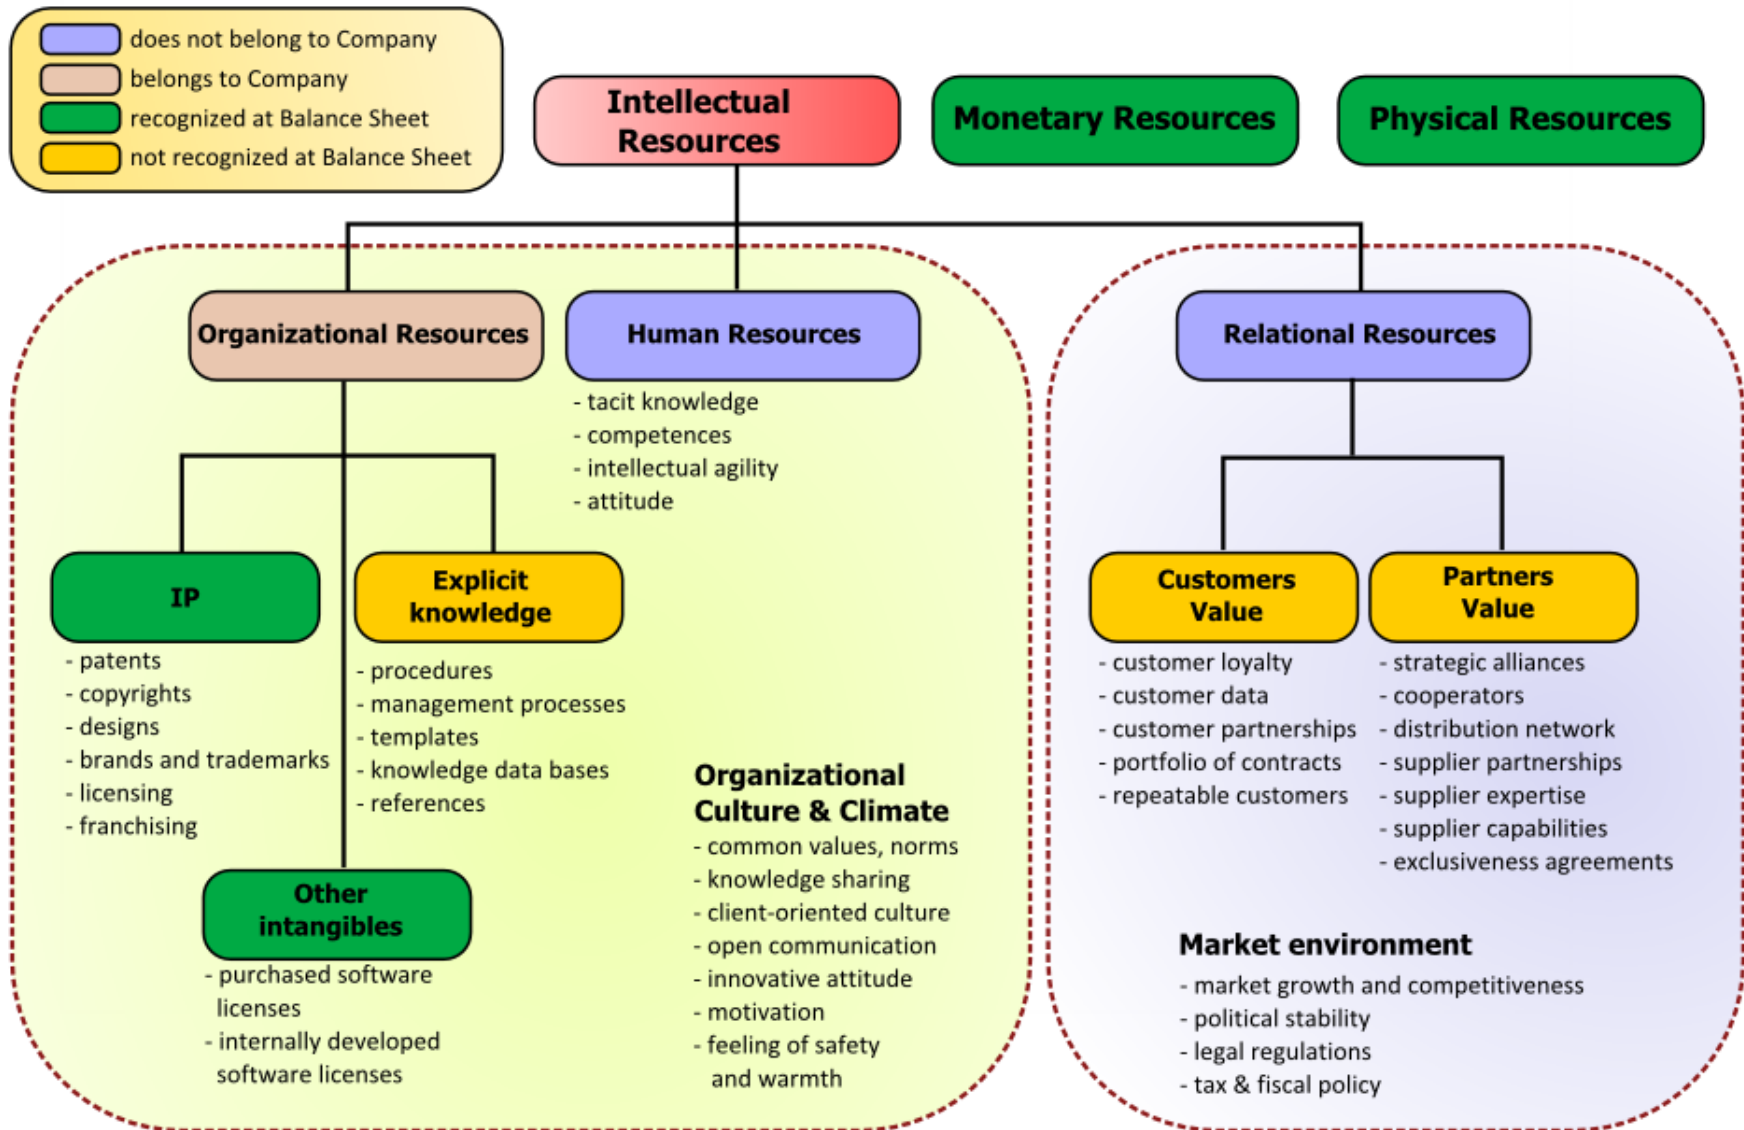 does not belong to Company
belongs to Company
recognized at Balance Sheet
not recognized at Balance Sheet
Intellectual
Resources
Monetary Resources
Physical Resources
Organizational Resources
Human Resources
- tacit knowledge
- competences
- intellectual agility
- attitude
Relational Resources
IP
- patents
- copyrights
- designs
- brands and trademarks
- licensing
- franchising
Explicit
knowledge
- procedures
- management processes
- templates
- knowledge data bases
- references
Other
intangibles
- purchased software
licenses
- internally developed
software licenses
Organizational
Culture & Climate
- common values, norms
- knowledge sharing
- client-oriented culture
- open communication
- innovative attitude
- motivation
- feeling of safety
and warmth
Customers
Value
- customer loyalty
- customer data
- customer partnerships
- portfolio of contracts
- repeatable customers
Partners
Value
- strategic alliances
- cooperators
- distribution network
- supplier partnerships
- supplier expertise
- supplier capabilities
- exclusiveness agreements
Market environment
- market growth and competitiveness
- political stability
- legal regulations
- tax & fiscal policy